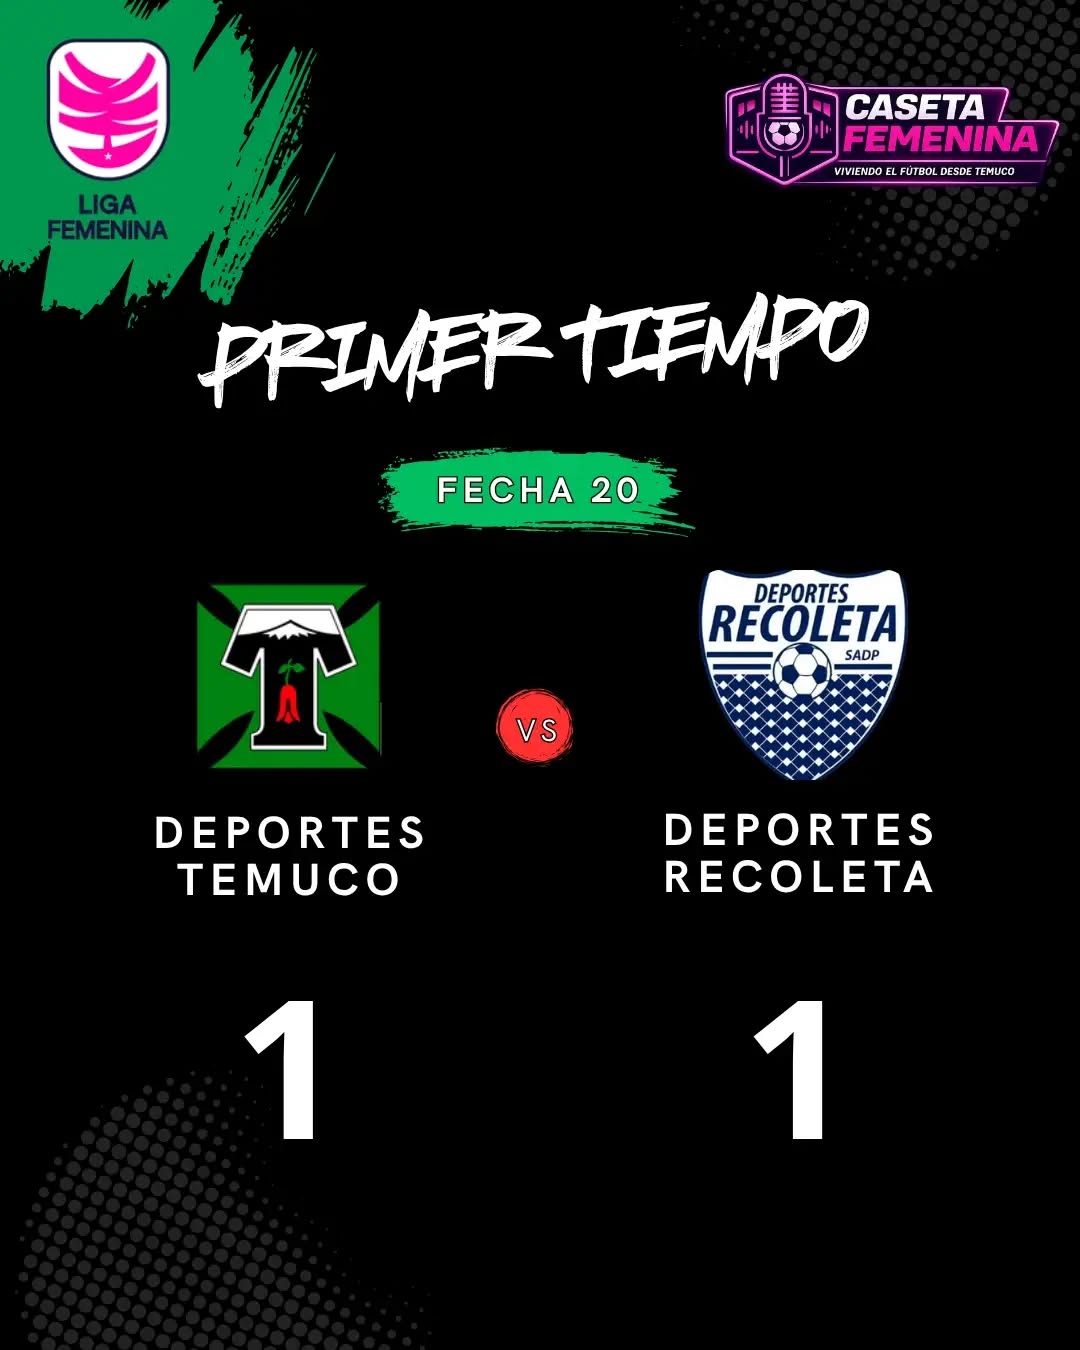 LIGA
FEMENINA
CASETA
FEMENINA
VIVIENDO EL FÚTBOL DESDE TEMUCO
PRIMER TIEMPO
FECHA 20
T
DEPORTES
RECOLETA
SADP
VS
DEPORTES
TEMUCO
DEPORTES
RECOLETA
1
1